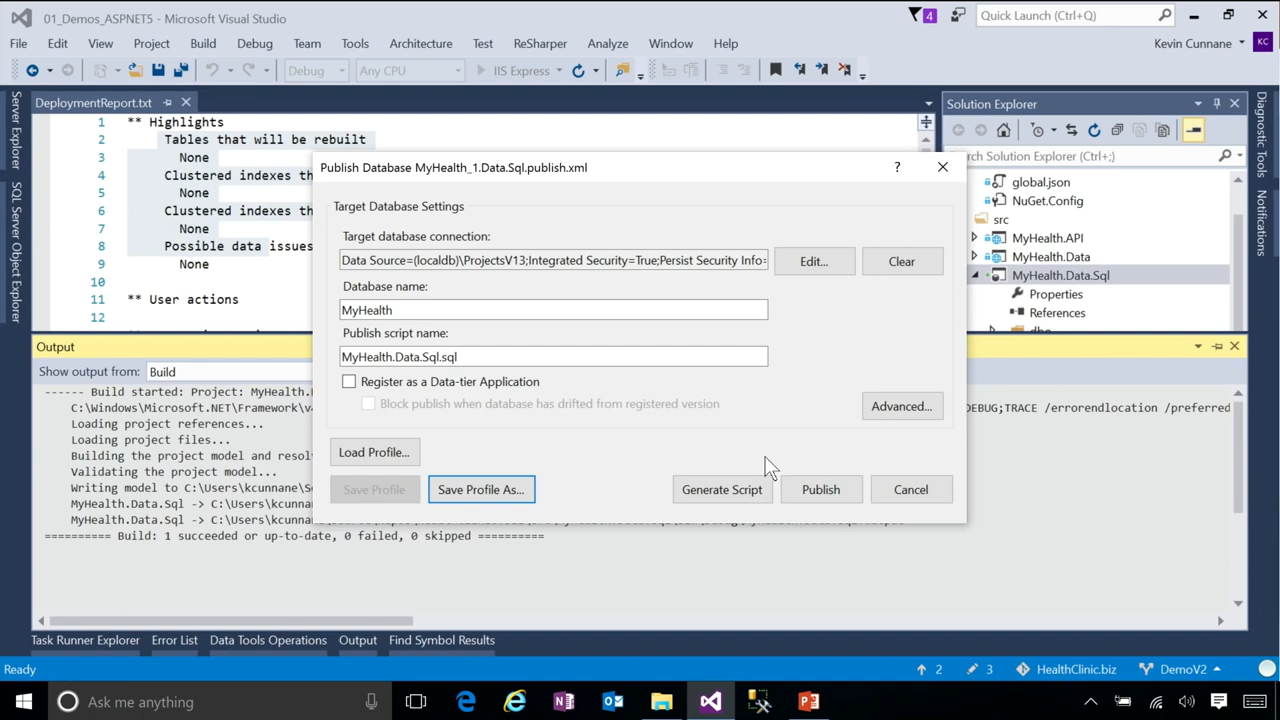 01_Demos_ASPNET5 - Microsoft Visual Studio
4
Quick Launch (Ctrl+Q)
File Edit View Project Build Debug Team Tools Architecture Test ReSharper Analyze Window Help
Kevin Cunnane
KC
Debug
Any CPU
IIS Express
Server Explorer
SQL Server Object Explorer
DeploymentReport.txt
1 ** Highlights
2 Tables that will be rebuilt
3 None
4 Clustered indexes th
5 None
6 Clustered indexes th
7 None
8 Possible data issues
9 None
10
11 ** User actions
12
Publish Database MyHealth_1.Data.Sql.publish.xml
?
Target Database Settings
Target database connection:
Data Source=(localdb)\ProjectsV13;Integrated Security=True;Persist Security Info=
Edit...
Clear
Database name:
MyHealth
Publish script name:
MyHealth.Data.Sql.sql
Register as a Data-tier Application
Block publish when database has drifted from registered version
Advanced...
Load Profile...
Save Profile
Save Profile As...
Generate Script
Publish
Cancel
Solution Explorer
Search Solution Explorer (Ctrl+;)
global.json
NuGet.Config
src
MyHealth.API
MyHealth.Data
MyHealth.Data.Sql
Properties
References
dbo
Diagnostic Tools
Notifications
Output
Show output from: Build
------ Build started: Project: MyHealth.
C:\Windows\Microsoft.NET\Framework\v4
DEBUG;TRACE /errorendlocation /preferred
Loading project references...
Loading project files...
Building the project model and resol
Validating the project model...
Writing model to C:\Users\kcunnane\So
MyHealth.Data.Sql -> C:\Users\kcunna
MyHealth.Data.Sql -> C:\Users\kcunnane
========== Build: 1 succeeded or up-to-date, 0 failed, 0 skipped ==========
Task Runner Explorer Error List Data Tools Operations Output Find Symbol Results
Ready
2
3
HealthClinic.biz
DemoV2
Ask me anything